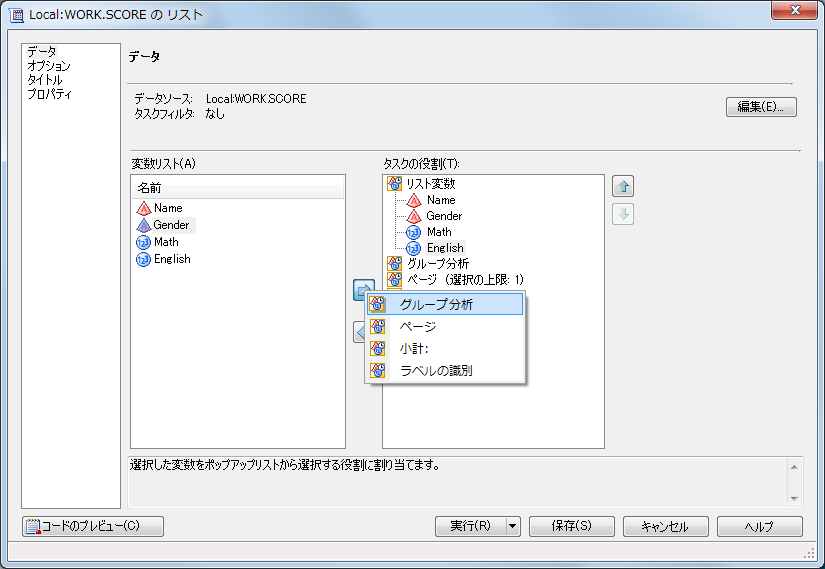 Local:WORK.SCORE の リスト
データ
オプション
タイトル
プロパティ
データ
データソース: Local:WORK.SCORE
タスクフィルタ: なし
編集(E)...
変数リスト(A)
タスクの役割(T):
名前
Name
Gender
Math
English
リスト変数
Name
Gender
Math
English
グループ分析
ページ (選択の上限: 1)
グループ分析
ページ
小計:
ラベルの識別
選択した変数をポップアップリストから選択する役割に割り当てます。
コードのプレビュー(C)
実行(R)
保存(S)
キャンセル
ヘルプ